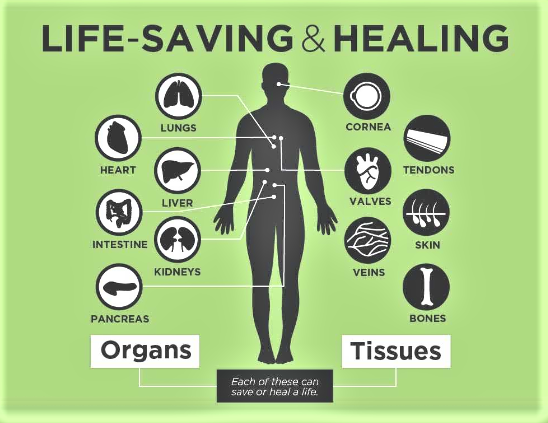 LIFE-SAVING & HEALING
LUNGS
CORNEA
HEART
TENDONS
LIVER
VALVES
INTESTINE
SKIN
KIDNEYS
VEINS
PANCREAS
BONES
Organs
Tissues
Each of these can
save or heal a life.